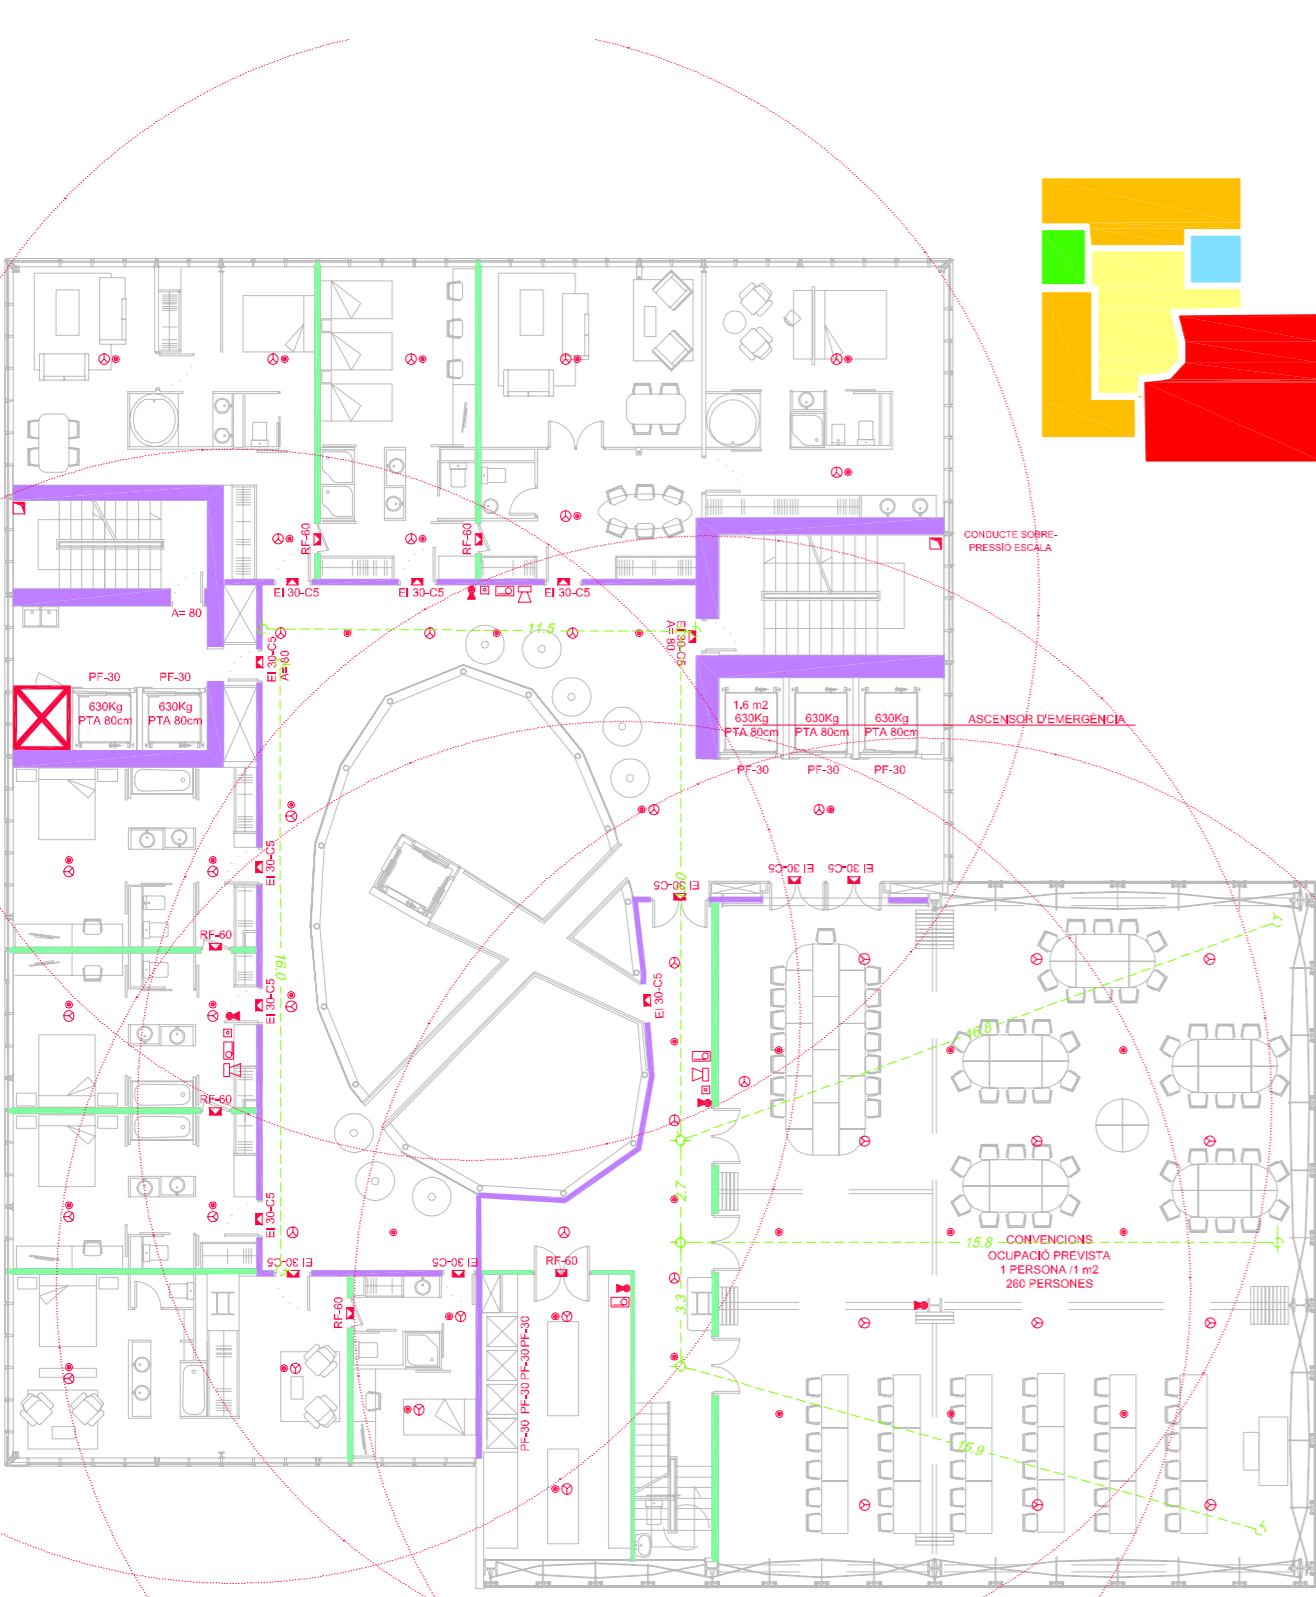 CONDUCTE SOBRE-
PRESSIÓ ESCALA
RF-60
RF-60
EI 30-C5
EI 30-C5
EI 30-C5
A= 80
11.5
EI 30-C5
A= 80
EI 30-C5
A= 80
PF-30
PF-30
630Kg
PTA 80cm
630Kg
PTA 80cm
1.6 m2
630Kg
PTA 80cm
630Kg
PTA 80cm
630Kg
PTA 80cm
ASCENSOR D'EMERGÈNCIA
PF-30
PF-30
PF-30
EI 30-C5
EI 30-C5
EI 30-C5
EI 30-C5
RF-60
16.0
EI 30-C5
EI 30-C5
16.8
RF-60
2.7
EI 30-C5
EI 30-C5
EI 30-C5
RF-60
15.8
CONVENCIONS
OCUPACIÓ PREVISTA
1 PERSONA /1 m2
260 PERSONES
3.3
RF-60
PF-30
PF-30
PF-30
PF-30
15.9